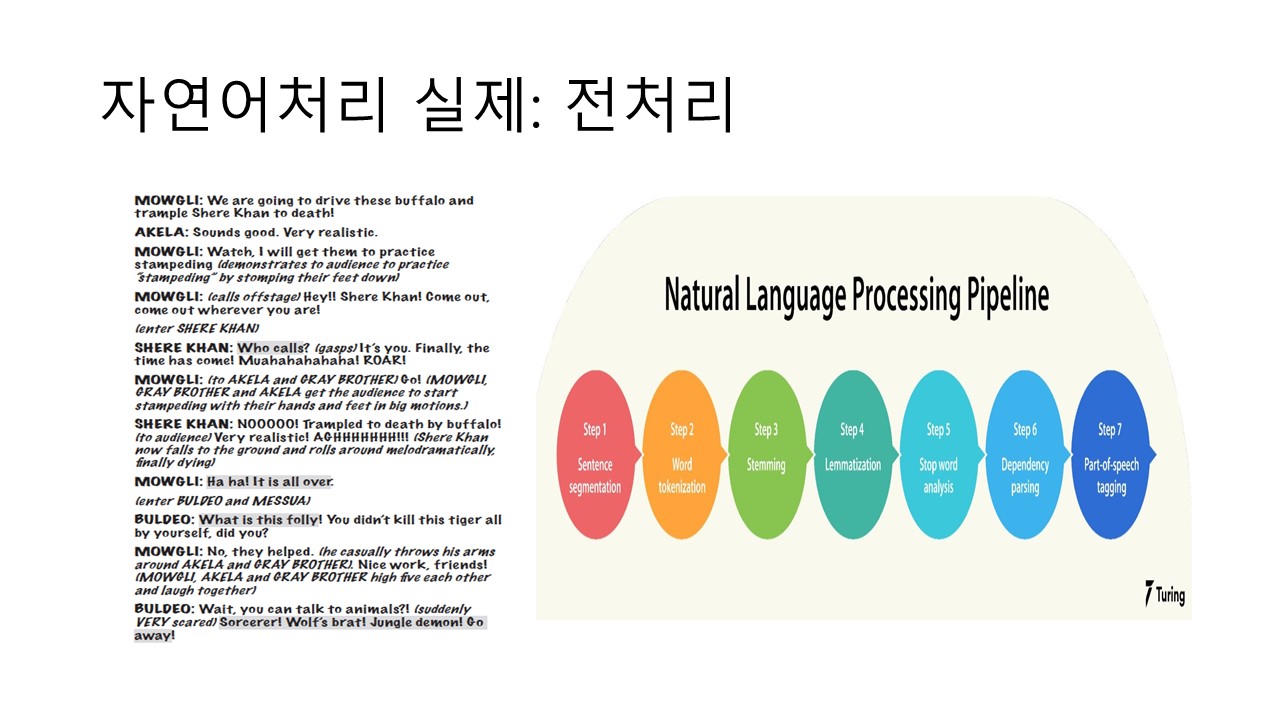 자연어처리 실제: 전처리
MOWGLI: We are going to drive these buffalo and
trample Shere Khan to death!
AKELA: Sounds good. Very realistic.
MOWGLI: Watch, I will get them to practice
stampeding (demonstrates to audience to practice
"stampeding" by stomping their feet down)
MOWGLI: (calls offstage) Hey!! Shere Khan! Come out,
come out wherever you are!
(enter SHERE KHAN)
SHERE KHAN: Who calls? (gasps) It's you. Finally, the
time has come! Muahahahahaha! ROAR!
MOWGLI: (to AKELA and GRAY BROTHER) Go! (MOWGLI,
GRAY BROTHER and AKELA get the audience to start
stampeding with their hands and feet in big motions.)
SHERE KHAN: NOOOOO! Trampled to death by buffalo!
(to audience) Very realistic! AGHHHHHHH!!! (Shere Khan
now falls to the ground and rolls around melodramatically,
finally dying)
MOWGLI: Ha ha! It is all over.
(enter BULDEO and MESSUA)
BULDEO: What is this folly! You didn't kill this tiger all
by yourself, did you?
MOWGLI: No, they helped. (he casually throws his arms
around AKELA and GRAY BROTHER). Nice work, friends!
(MOWGLI, AKELA and GRAY BROTHER high five each other
and laugh together)
BULDEO: Wait, you can talk to animals?! (suddenly
VERY scared) Sorcerer! Wolf's brat! Jungle demon! Go
away!
Natural Language Processing Pipeline
Step 1
Sentence
segmentation
Step 2
Word
tokenization
Step 3
Stemming
Step 4
Lemmatization
Step 5
Stop word
analysis
Step 6
Dependency
parsing
Step 7
Part-of-speech
tagging
Turing